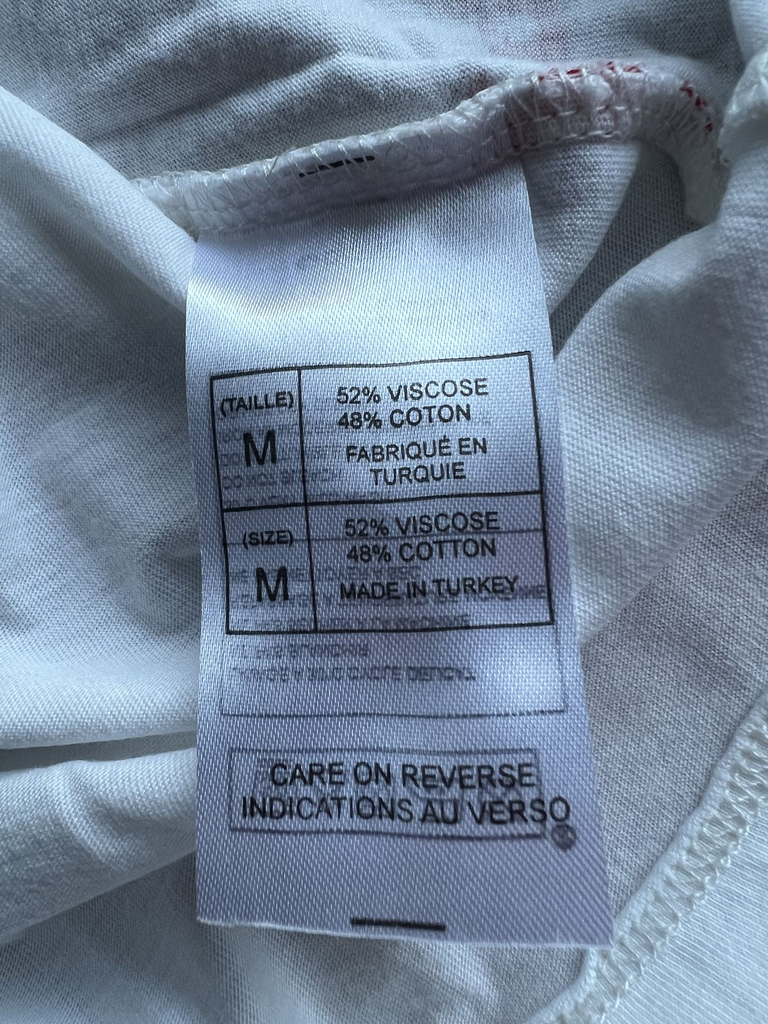 (TAILLE)
M
52% VISCOSE
48% COTON
FABRIQUÉ EN
TURQUIE
(SIZE)
M
52% VISCOSE
48% COTTON
MADE IN TURKEY
CARE ON REVERSE
INDICATIONS AU VERSO